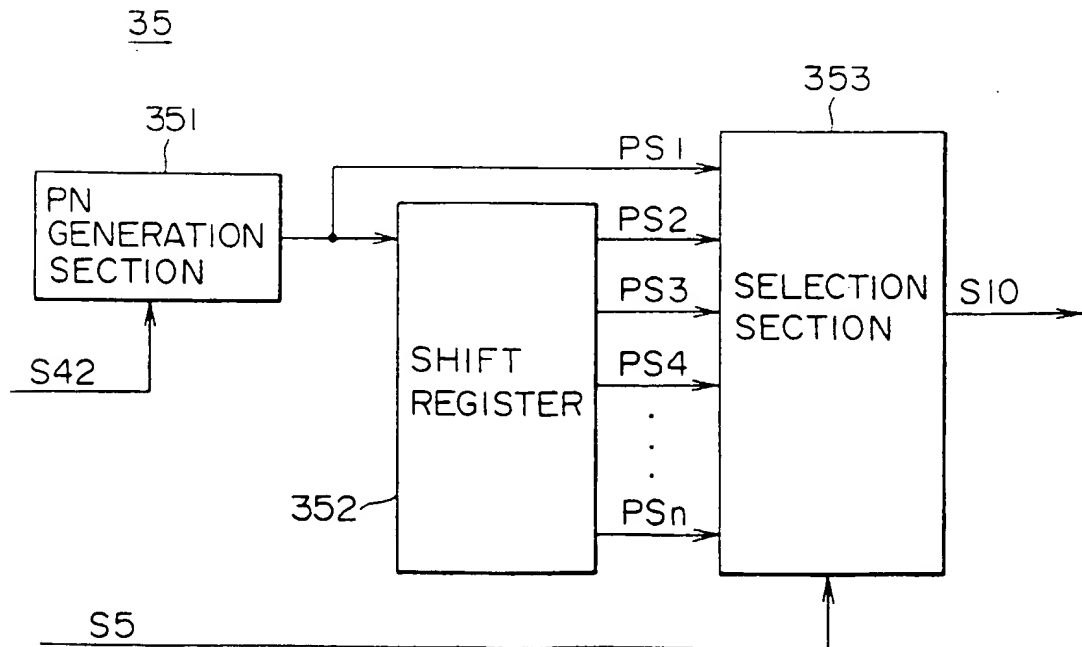 35
353
351
PS1
PN
GENERATION
SECTION
PS2
PS3
SELECTION
SECTION
S10
S42
SHIFT
REGISTER
PS4
352
PSn
S5